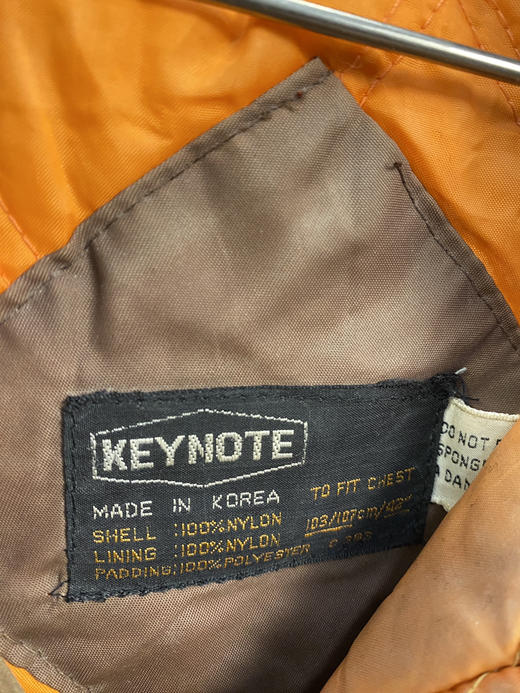 KEYNOTE
MADE IN KOREA
SHELL :100%NYLON
LINING :100%NYLON
PADDING:100%POLYESTER
TO FIT CHEST
103/107cm/42"
DO NOT
SPONGE
A DAM